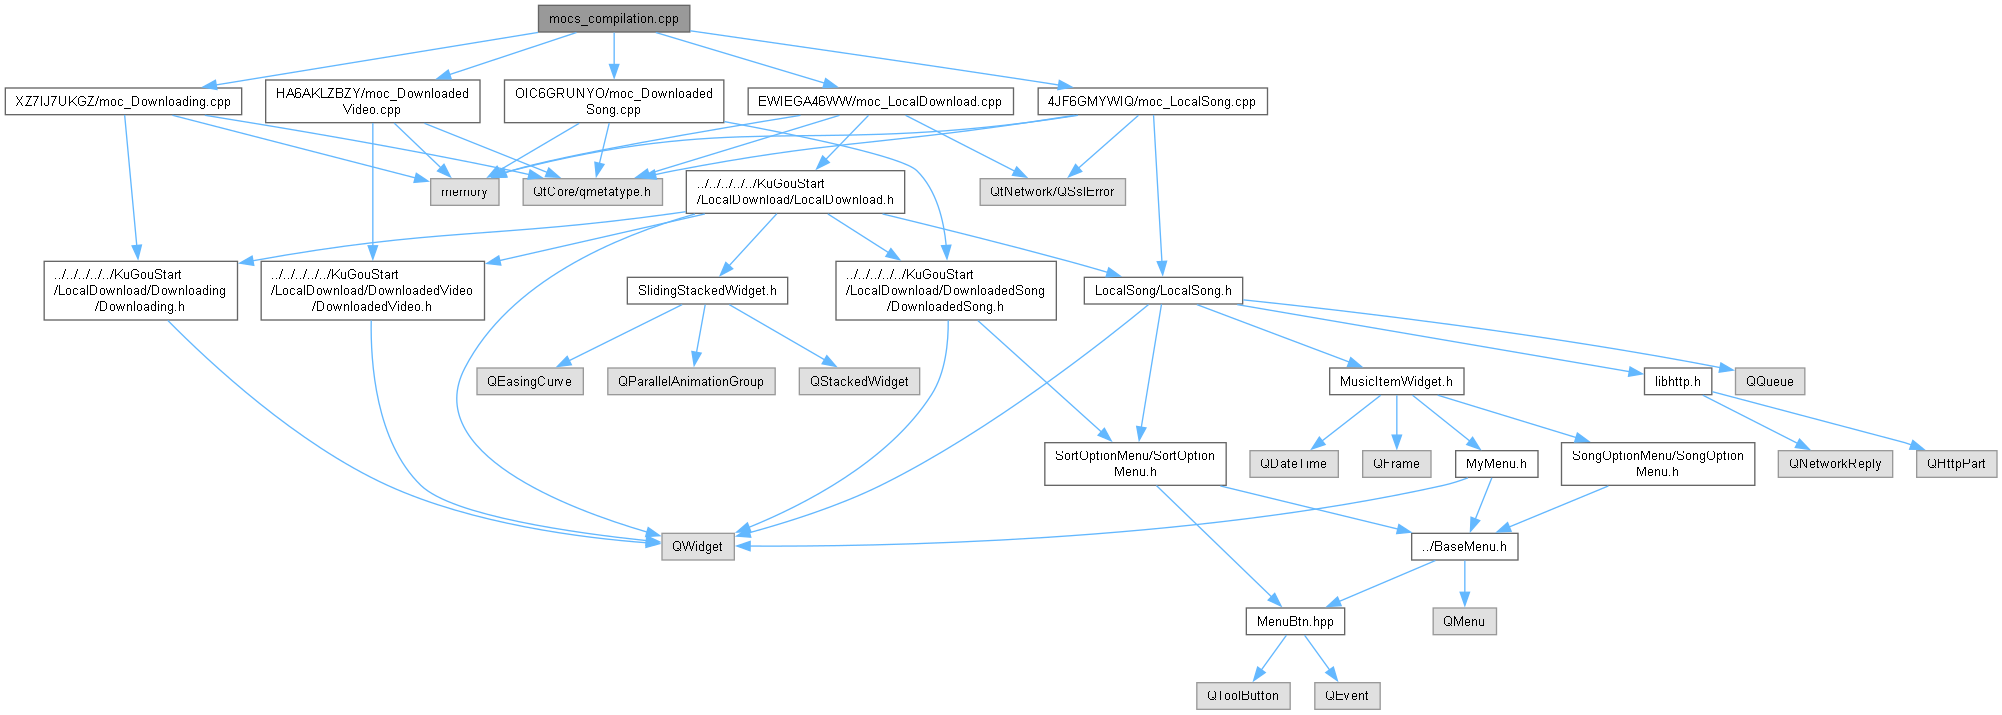 mocs_compilation.cpp
XZ7IJ7UKGZ/moc_Downloading.cpp
HA6AKLZBZY/moc_Downloaded
Video.cpp
OIC6GRUNYO/moc_Downloaded
Song.cpp
EWIEGA46WW/moc_LocalDownload.cpp
4JF6GMYWIQ/moc_LocalSong.cpp
memory
QtCore/qmetatype.h
../../../../../KuGouStart
/LocalDownload/LocalDownload.h
QtNetwork/QSslError
../../../../../KuGouStart
/LocalDownload/Downloading
/Downloading.h
../../../../../KuGouStart
/LocalDownload/DownloadedVideo
/DownloadedVideo.h
SlidingStackedWidget.h
../../../../../KuGouStart
/LocalDownload/DownloadedSong
/DownloadedSong.h
LocalSong/LocalSong.h
QEasingCurve
QParallelAnimationGroup
QStackedWidget
MusicItemWidget.h
libhttp.h
QQueue
SortOptionMenu/SortOption
Menu.h
QDateTime
QFrame
MyMenu.h
SongOptionMenu/SongOption
Menu.h
QNetworkReply
QHttpPart
QWidget
../BaseMenu.h
MenuBtn.hpp
QMenu
QToolButton
QEvent